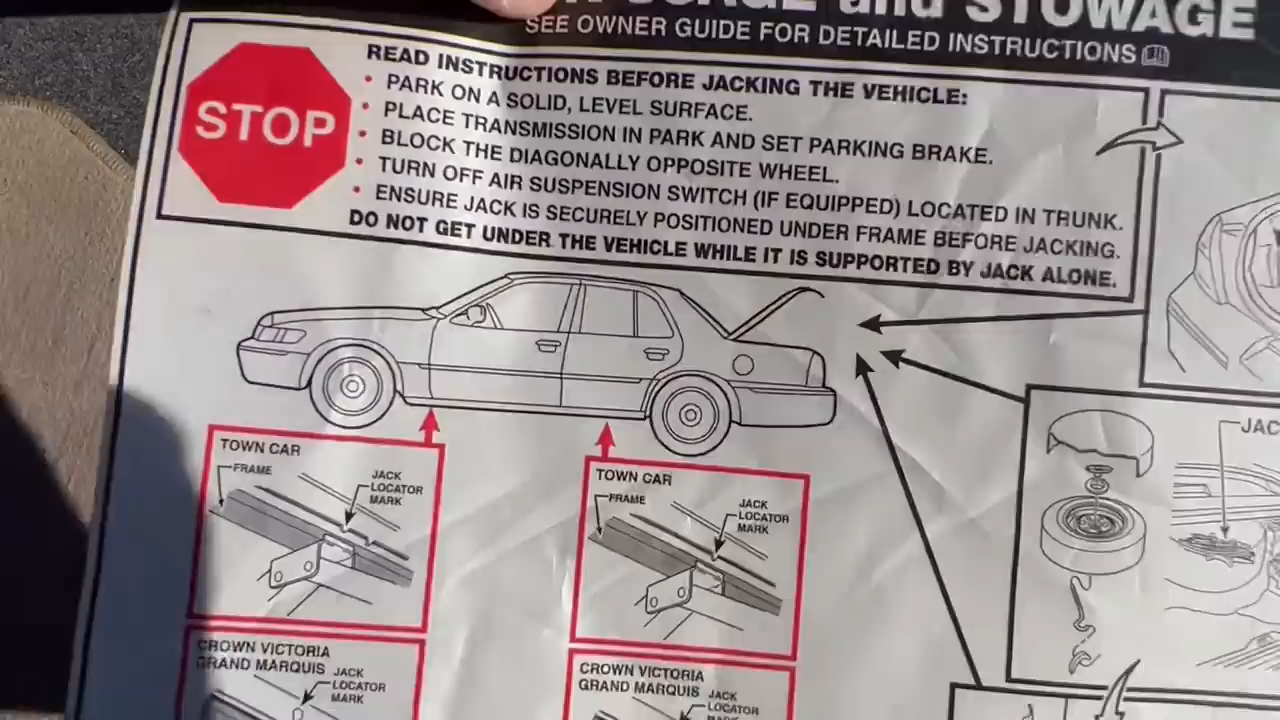 and STOWAGE
SEE OWNER GUIDE FOR DETAILED INSTRUCTIONS
STOP
READ INSTRUCTIONS BEFORE JACKING THE VEHICLE:
• PARK ON A SOLID, LEVEL SURFACE.
• PLACE TRANSMISSION IN PARK AND SET PARKING BRAKE.
• BLOCK THE DIAGONALLY OPPOSITE WHEEL.
• TURN OFF AIR SUSPENSION SWITCH (IF EQUIPPED) LOCATED IN TRUNK.
• ENSURE JACK IS SECURELY POSITIONED UNDER FRAME BEFORE JACKING.
DO NOT GET UNDER THE VEHICLE WHILE IT IS SUPPORTED BY JACK ALONE.
TOWN CAR
FRAME
JACK
LOCATOR
MARK
TOWN CAR
FRAME
JACK
LOCATOR
MARK
JAC
CROWN VICTORIA
GRAND MARQUIS
JACK
LOCATOR
MARK
CROWN VICTORIA
GRAND MARQUIS
JACK
LOCATOR
MARK